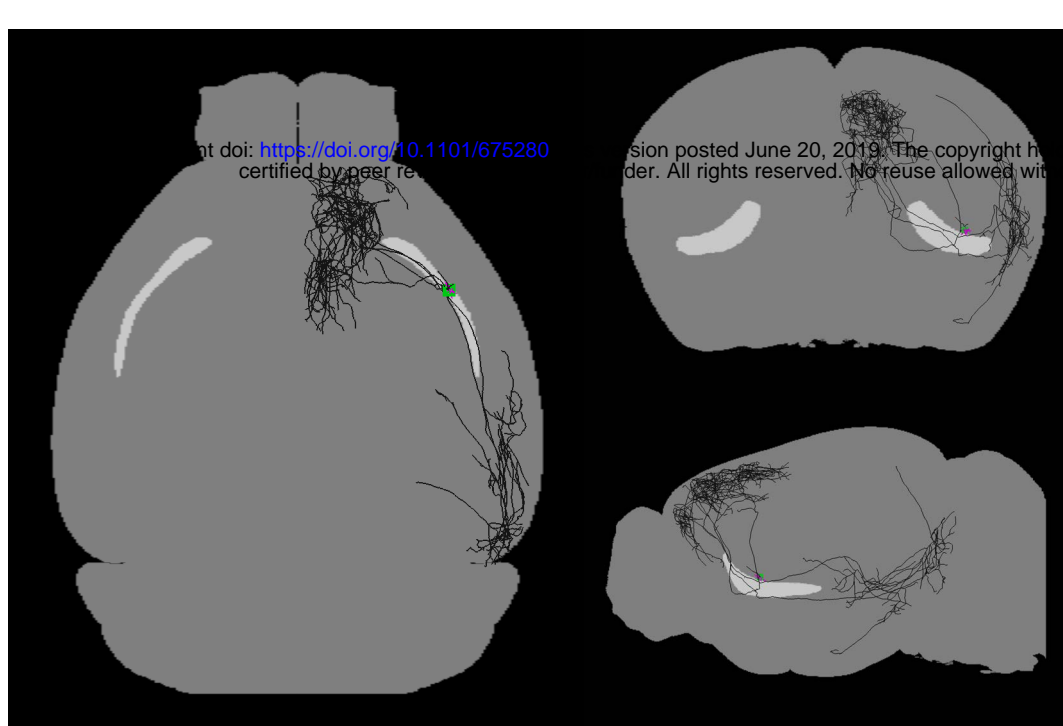 nt doi: https://doi.org/10.1101/675280 sion posted June 20, 2019. The copyright h
certified by peer re der. All rights reserved. No reuse allowed wit